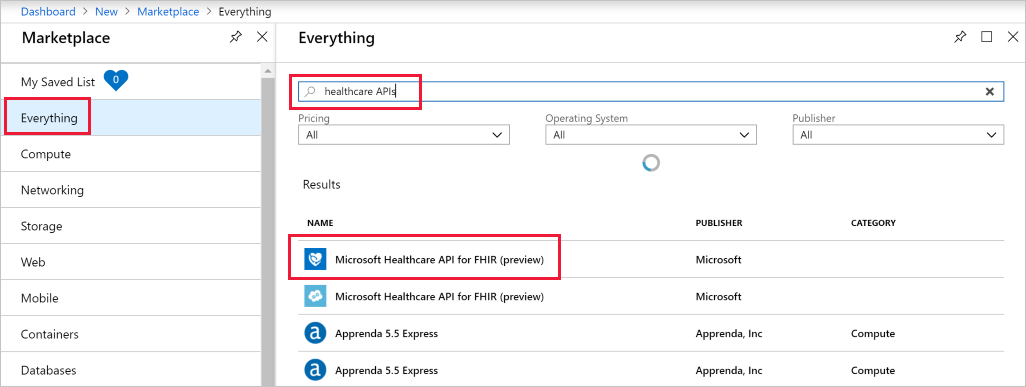 Dashboard > New > Marketplace > Everything
Marketplace
Everything
My Saved List 0
Everything
Compute
Networking
Storage
Web
Mobile
Containers
Databases
healthcare APIs
Pricing Operating System Publisher
All All All
Results
NAME PUBLISHER CATEGORY
Microsoft Healthcare API for FHIR (preview) Microsoft
Microsoft Healthcare API for FHIR (preview) Microsoft
a Apprenda 5.5 Express Apprenda, Inc Compute
a Apprenda 5.5 Express Apprenda, Inc Compute